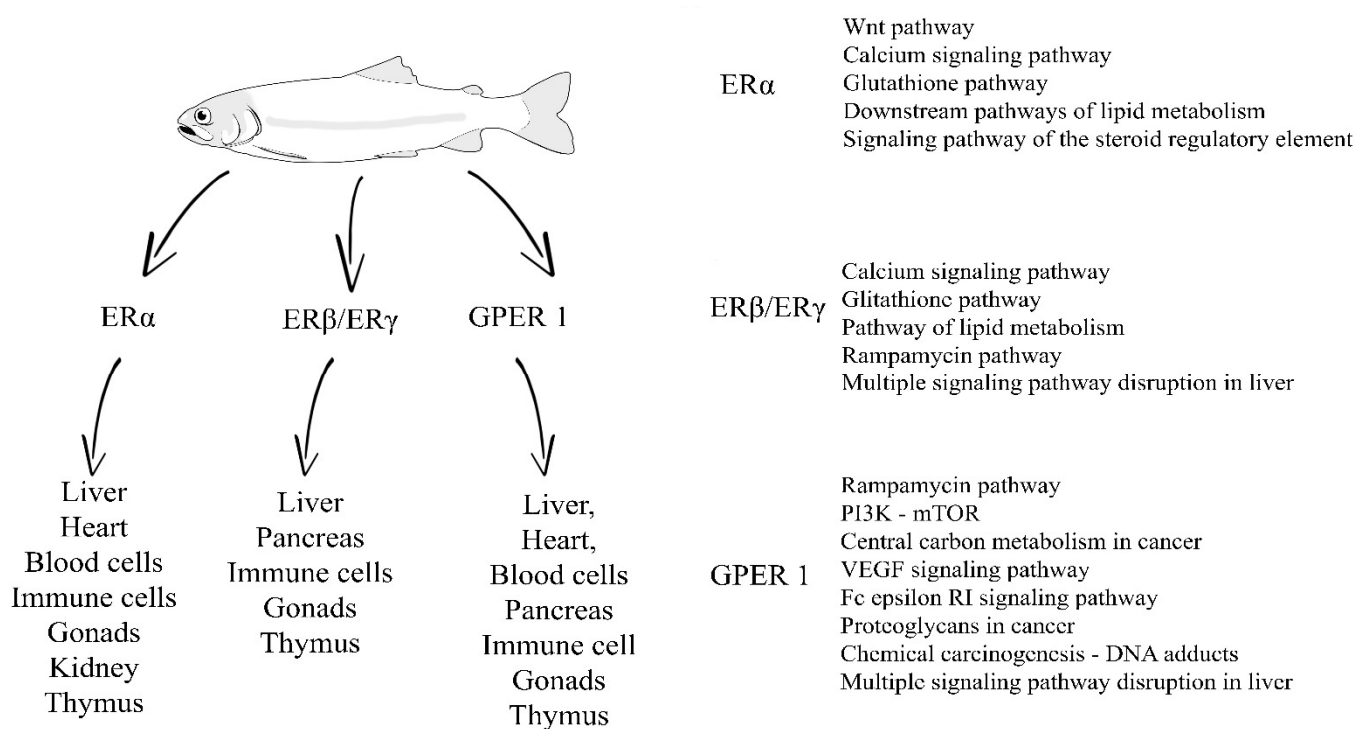 ERα
ERβ/ERγ
GPER 1
Liver
Heart
Blood cells
Immune cells
Gonads
Kidney
Thymus
Liver
Pancreas
Immune cells
Gonads
Thymus
Liver,
Heart,
Blood cells
Pancreas
Immune cell
Gonads
Thymus
ERα
Wnt pathway
Calcium signaling pathway
Glutathione pathway
Downstream pathways of lipid metabolism
Signaling pathway of the steroid regulatory element
ERβ/ERγ
Calcium signaling pathway
Glitathione pathway
Pathway of lipid metabolism
Rampamycin pathway
Multiple signaling pathway disruption in liver
GPER 1
Rampamycin pathway
PI3K - mTOR
Central carbon metabolism in cancer
VEGF signaling pathway
Fc epsilon RI signaling pathway
Proteoglycans in cancer
Chemical carcinogenesis - DNA adducts
Multiple signaling pathway disruption in liver